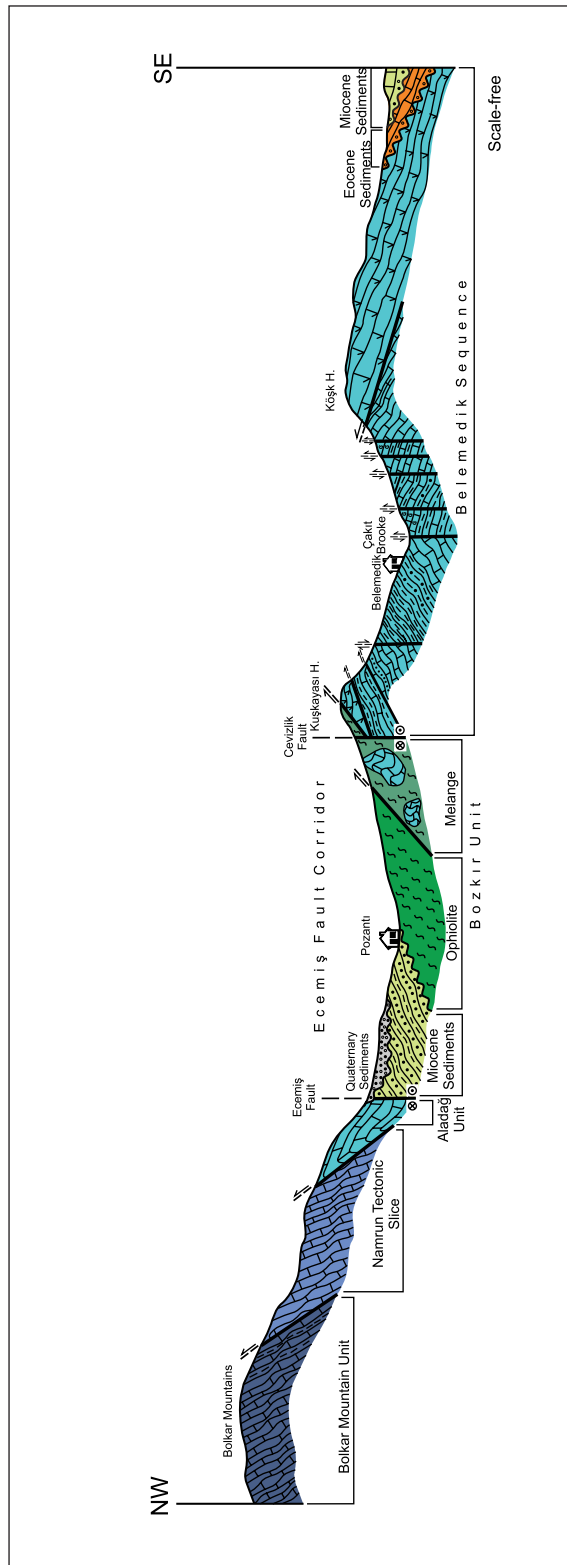 NW
SE
Bolkar Mountains
Ecemiş
Fault
Quaternary
Sediments
Pozantı
Ecemiş Fault Corridor
Cevizlik
Fault
Kuşkayası H.
Belemedik
Çakıt
Brooke
Köşk H.
Eocene
Sediments
Miocene
Sediments
Bolkar Mountain Unit
Namrun Tectonic
Slice
Aladağ
Unit
Miocene
Sediments
Ophiolite
Melange
Bozkır Unit
Belemedik Sequence
Scale-free